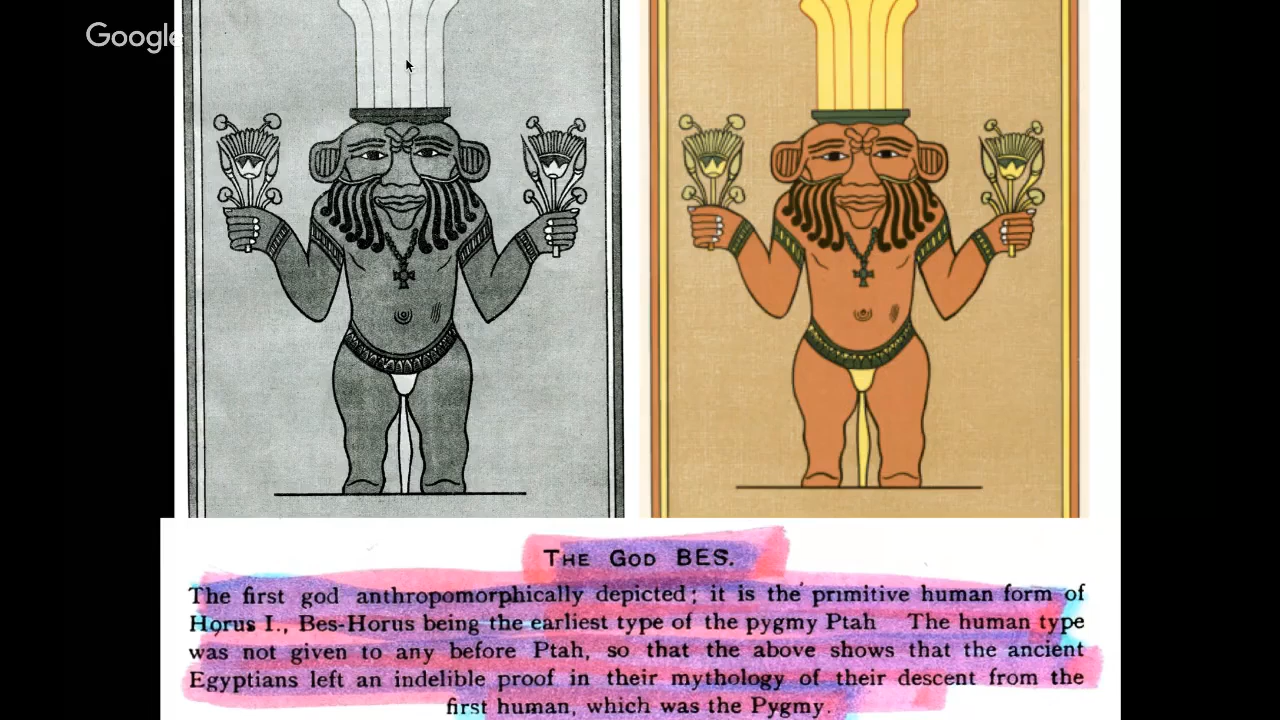 Google
THE GOD BES.
The first god anthropomorphically depicted; it is the primitive human form of
Horus I., Bes-Horus being the earliest type of the pygmy Ptah The human type
was not given to any before Ptah, so that the above shows that the ancient
Egyptians left an indelible proof in their mythology of their descent from the
first human, which was the Pygmy.